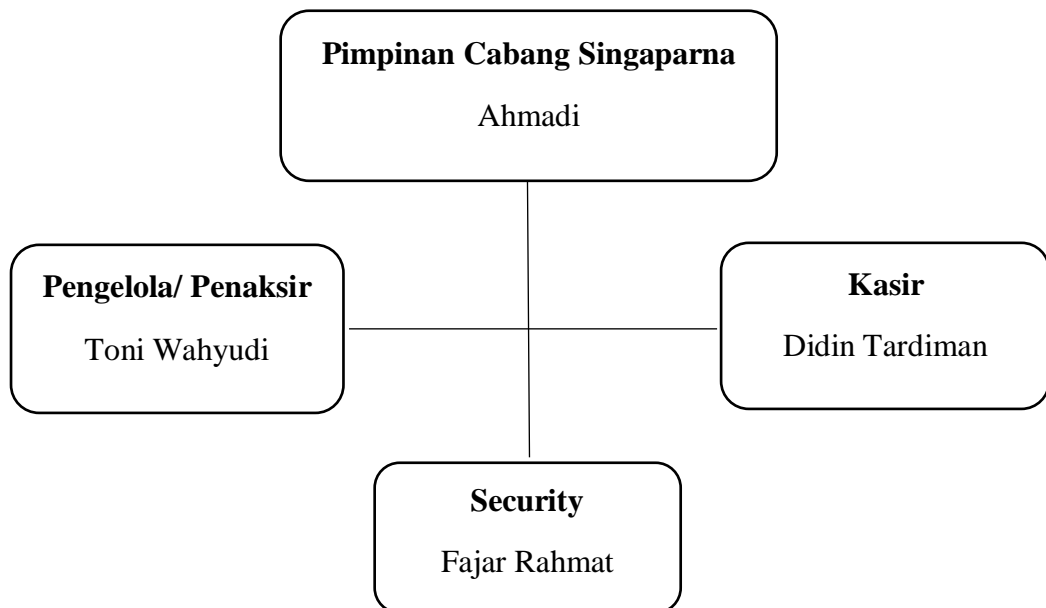 Pimpinan Cabang Singaparna
Ahmadi
Pengelola/ Penaksir
Toni Wahyudi
Kasir
Didin Tardiman
Security
Fajar Rahmat